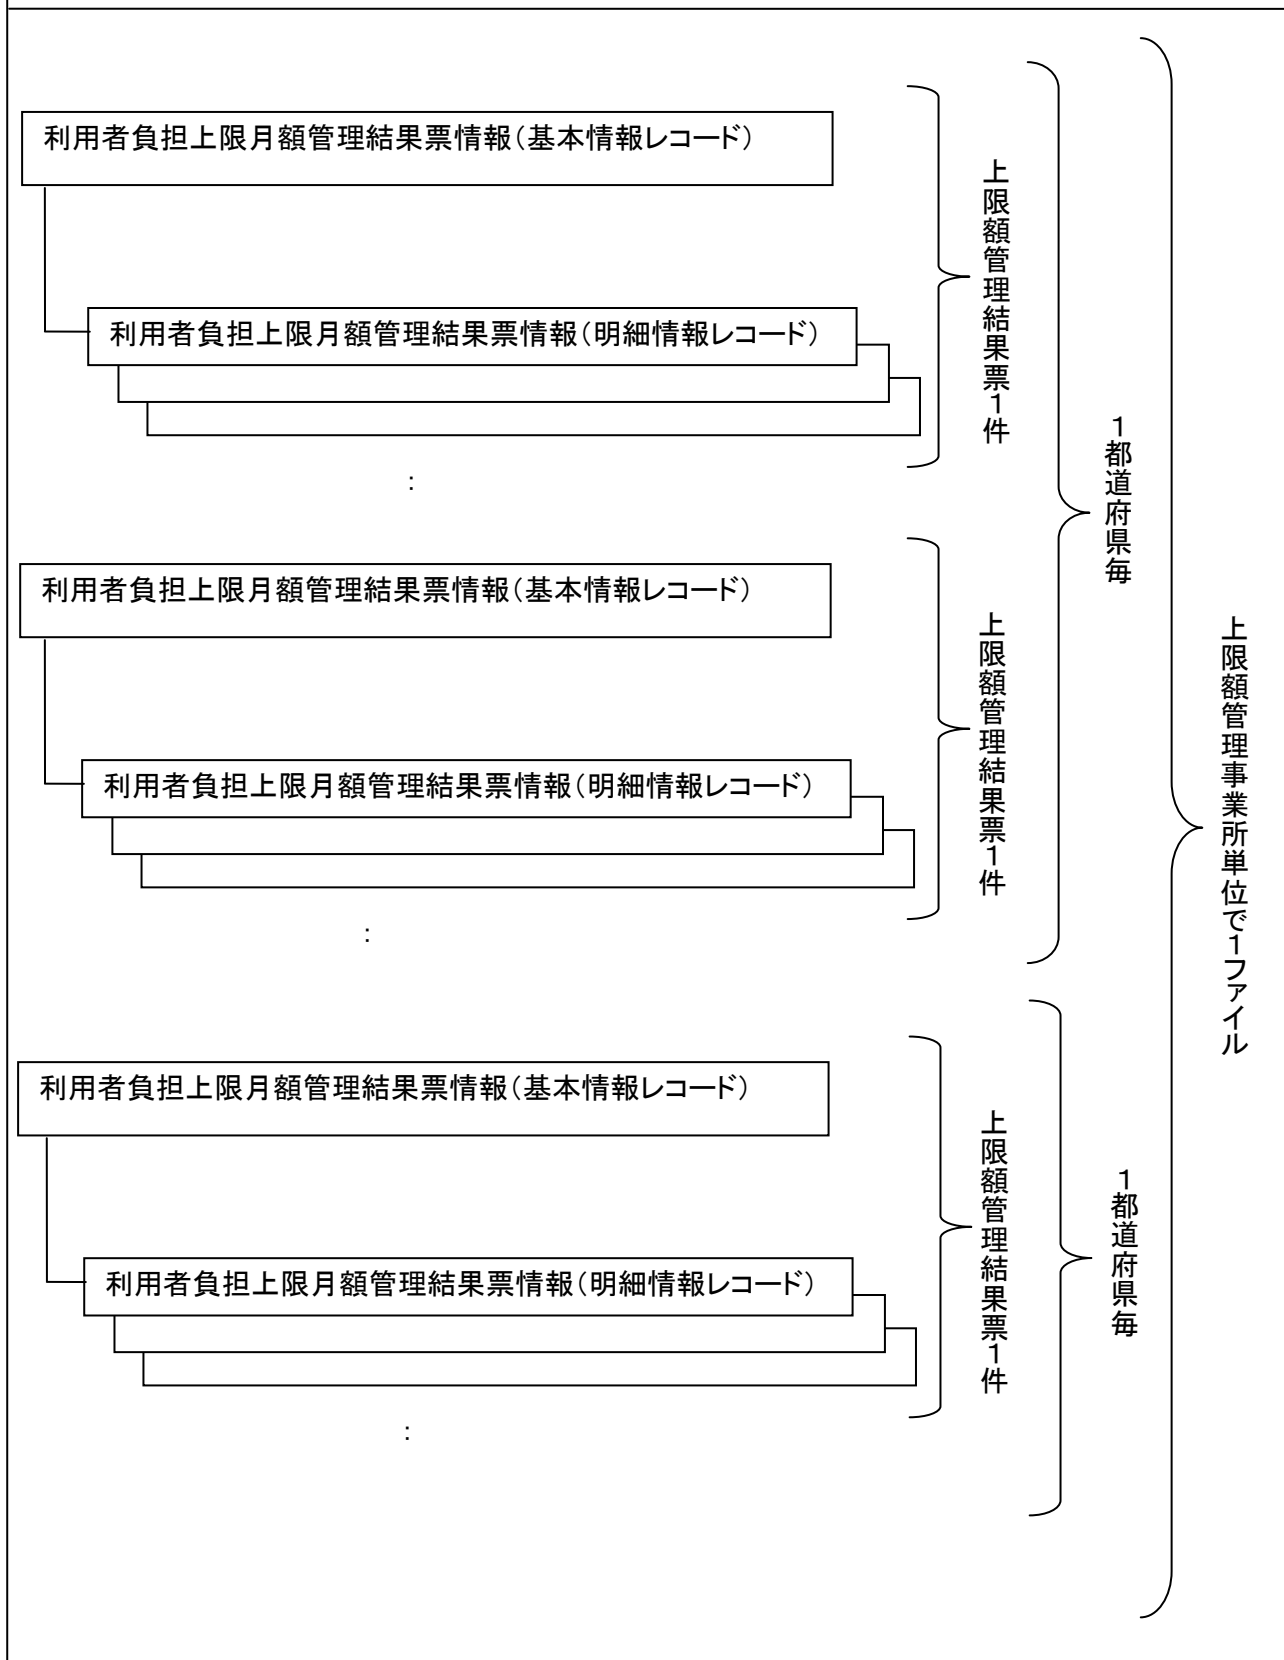 利用者負担上限月額管理結果票情報（基本情報レコード）
利用者負担上限月額管理結果票情報（明細情報レコード）
：
上限額管理結果票１件
利用者負担上限月額管理結果票情報（基本情報レコード）
利用者負担上限月額管理結果票情報（明細情報レコード）
：
上限額管理結果票１件
１都道府県毎
利用者負担上限月額管理結果票情報（基本情報レコード）
利用者負担上限月額管理結果票情報（明細情報レコード）
：
上限額管理結果票１件
１都道府県毎
上限額管理事業所単位で１ファイル